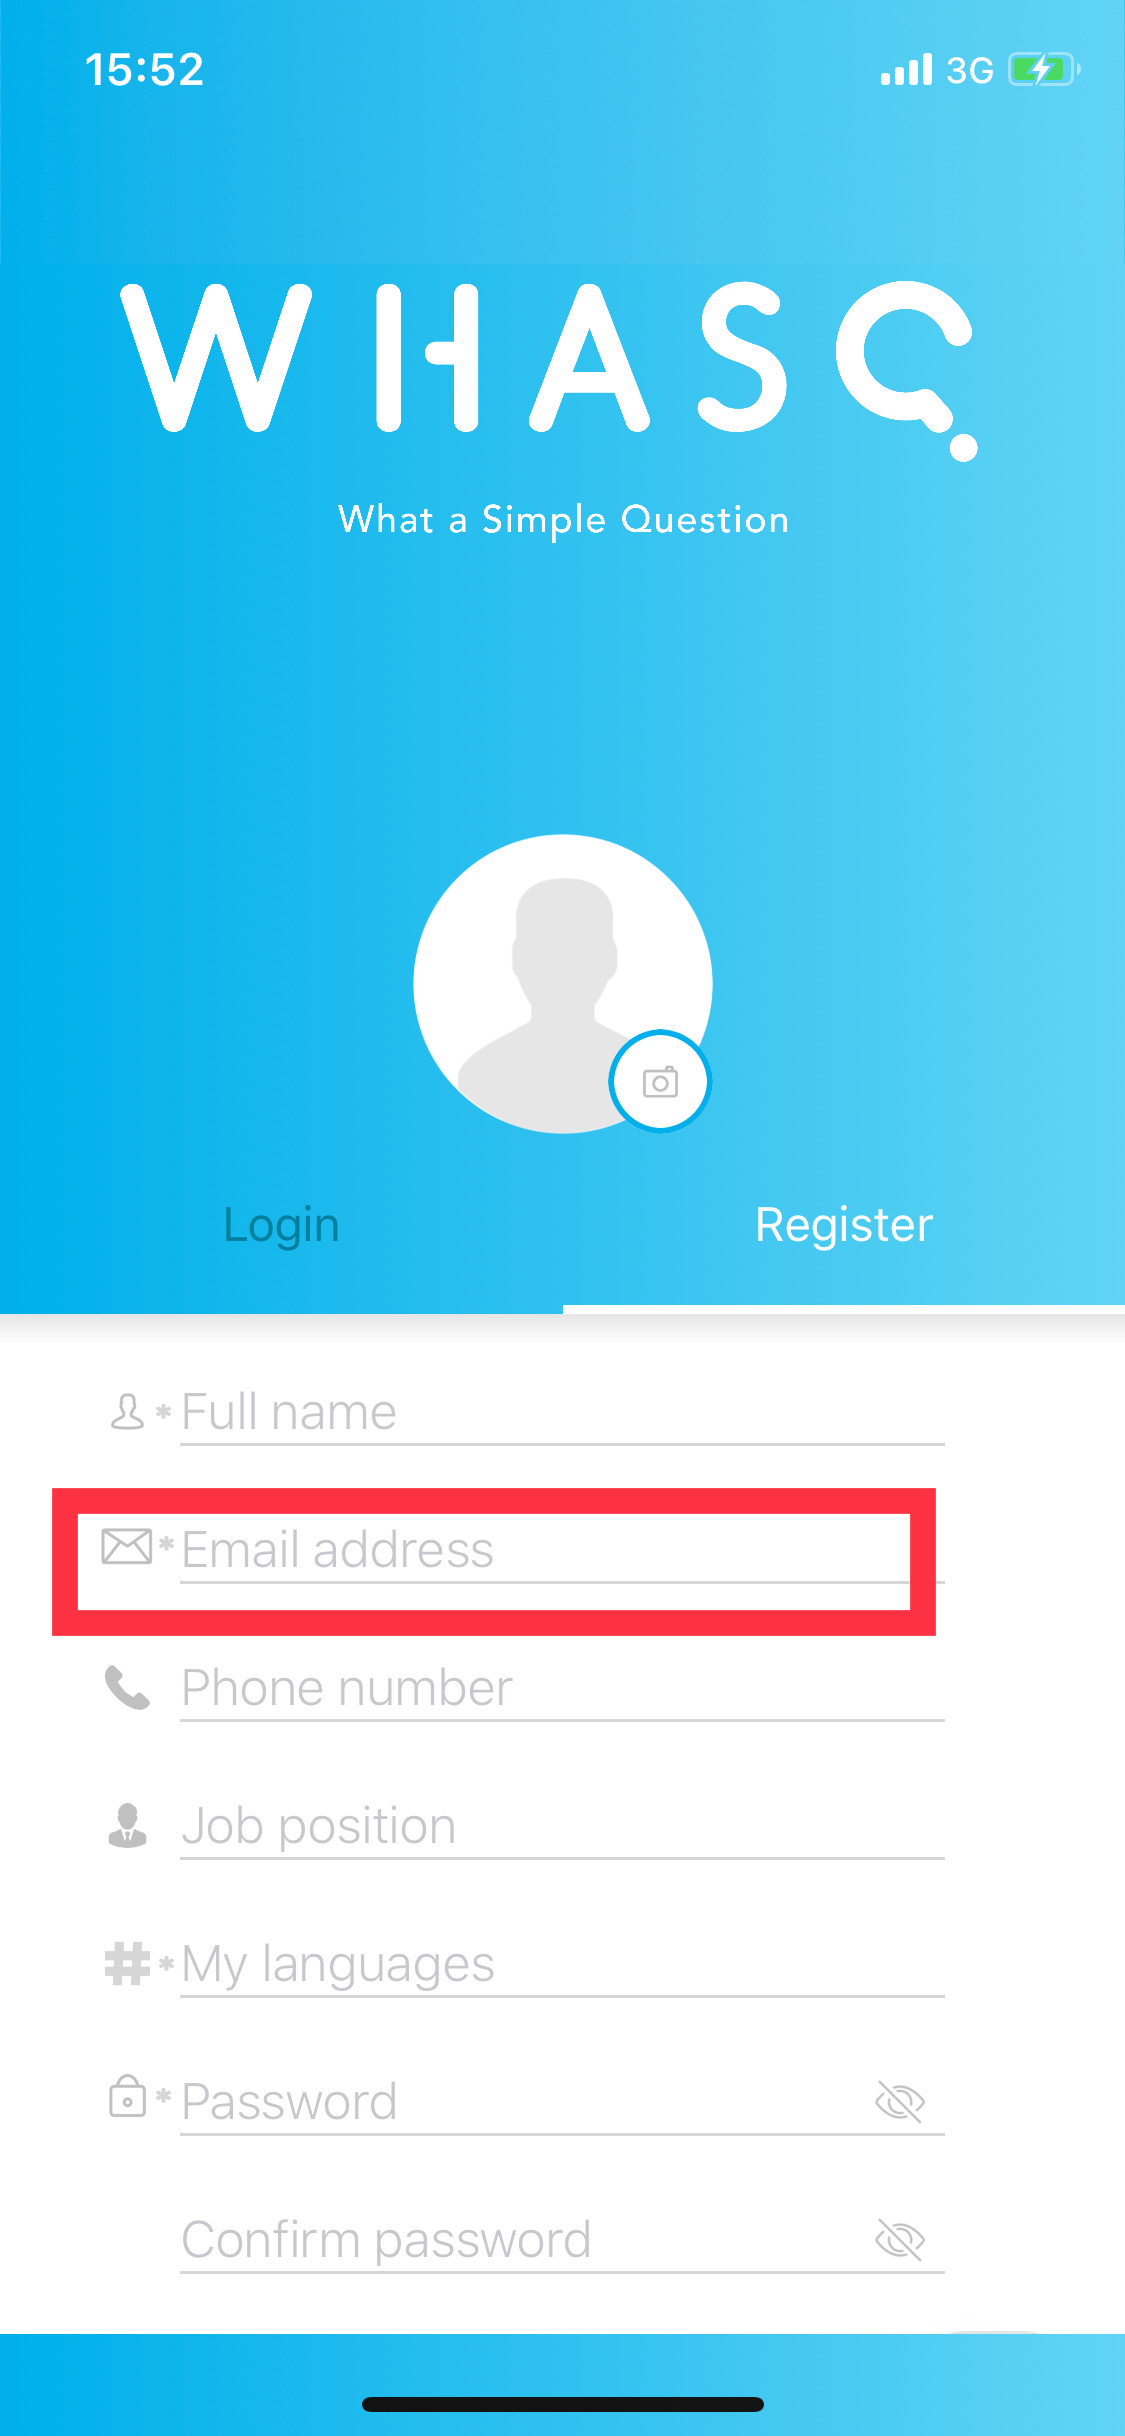 15:52 3G
WHASQ
What a Simple Question
Login Register
* Full name
* Email address
Phone number
Job position
* My languages
* Password
Confirm password